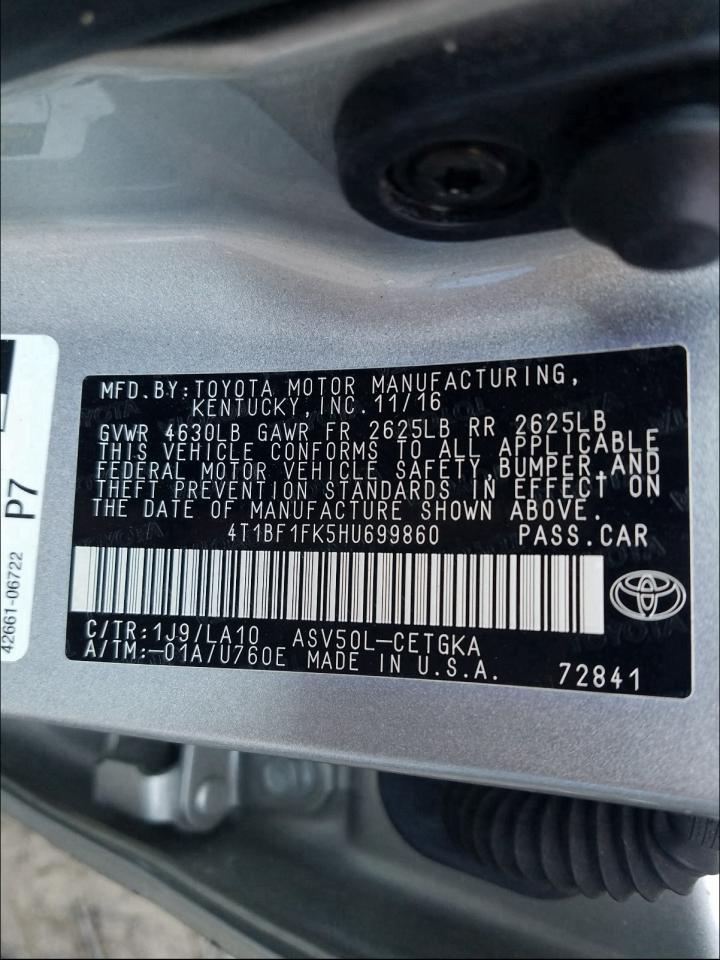 MFD.BY:TOYOTA MOTOR MANUFACTURING,
KENTUCKY,INC.11/16
GVWR 4630LB GAWR FR 2625LB RR 2625LB
THIS VEHICLE CONFORMS TO ALL APPLICABLE
FEDERAL MOTOR VEHICLE SAFETY,BUMPER,AND
THEFT PREVENTION STANDARDS IN EFFECT ON
THE DATE OF MANUFACTURE SHOWN ABOVE.
4T1BF1FK5HU699860 PASS.CAR
C/TR:1J9/LA10 ASV50L-CETGKA
A/TM:-01A/U760E MADE IN U.S.A. 72841
P7
42661-06722